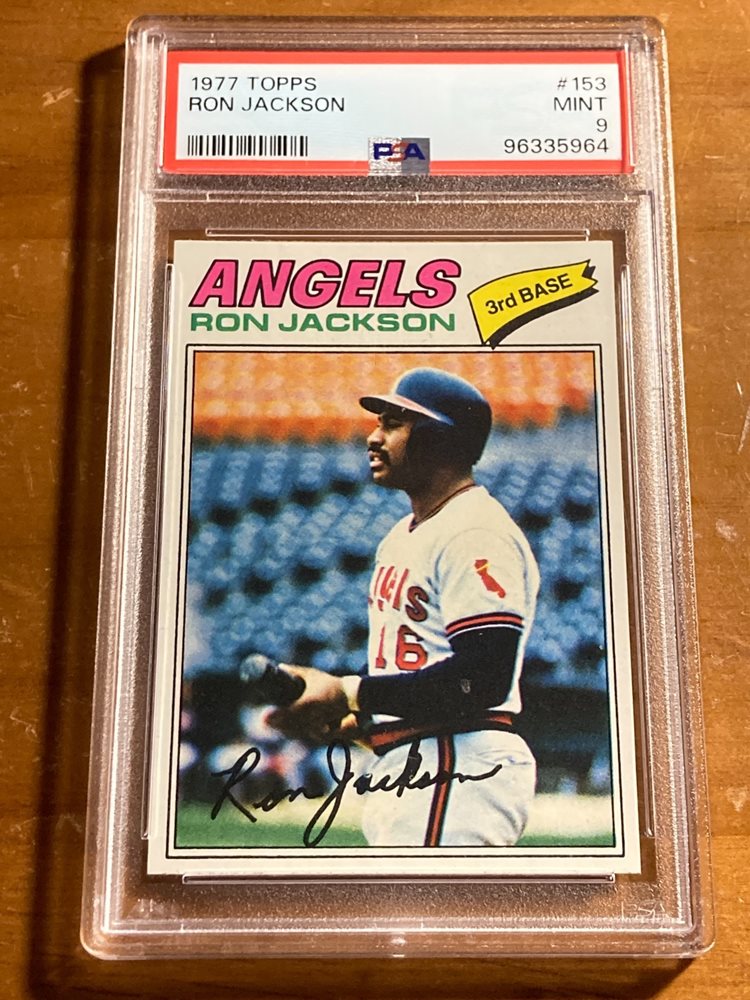 1977 TOPPS #153
RON JACKSON MINT
9
PSA 96335964
ANGELS
RON JACKSON
3rd BASE
16
Ron Jackson